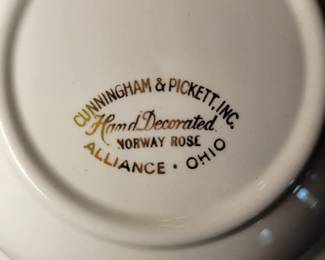 CUNNINGHAM & PICKETT, INC.
Hand Decorated
NORWAY ROSE
ALLIANCE · OHIO